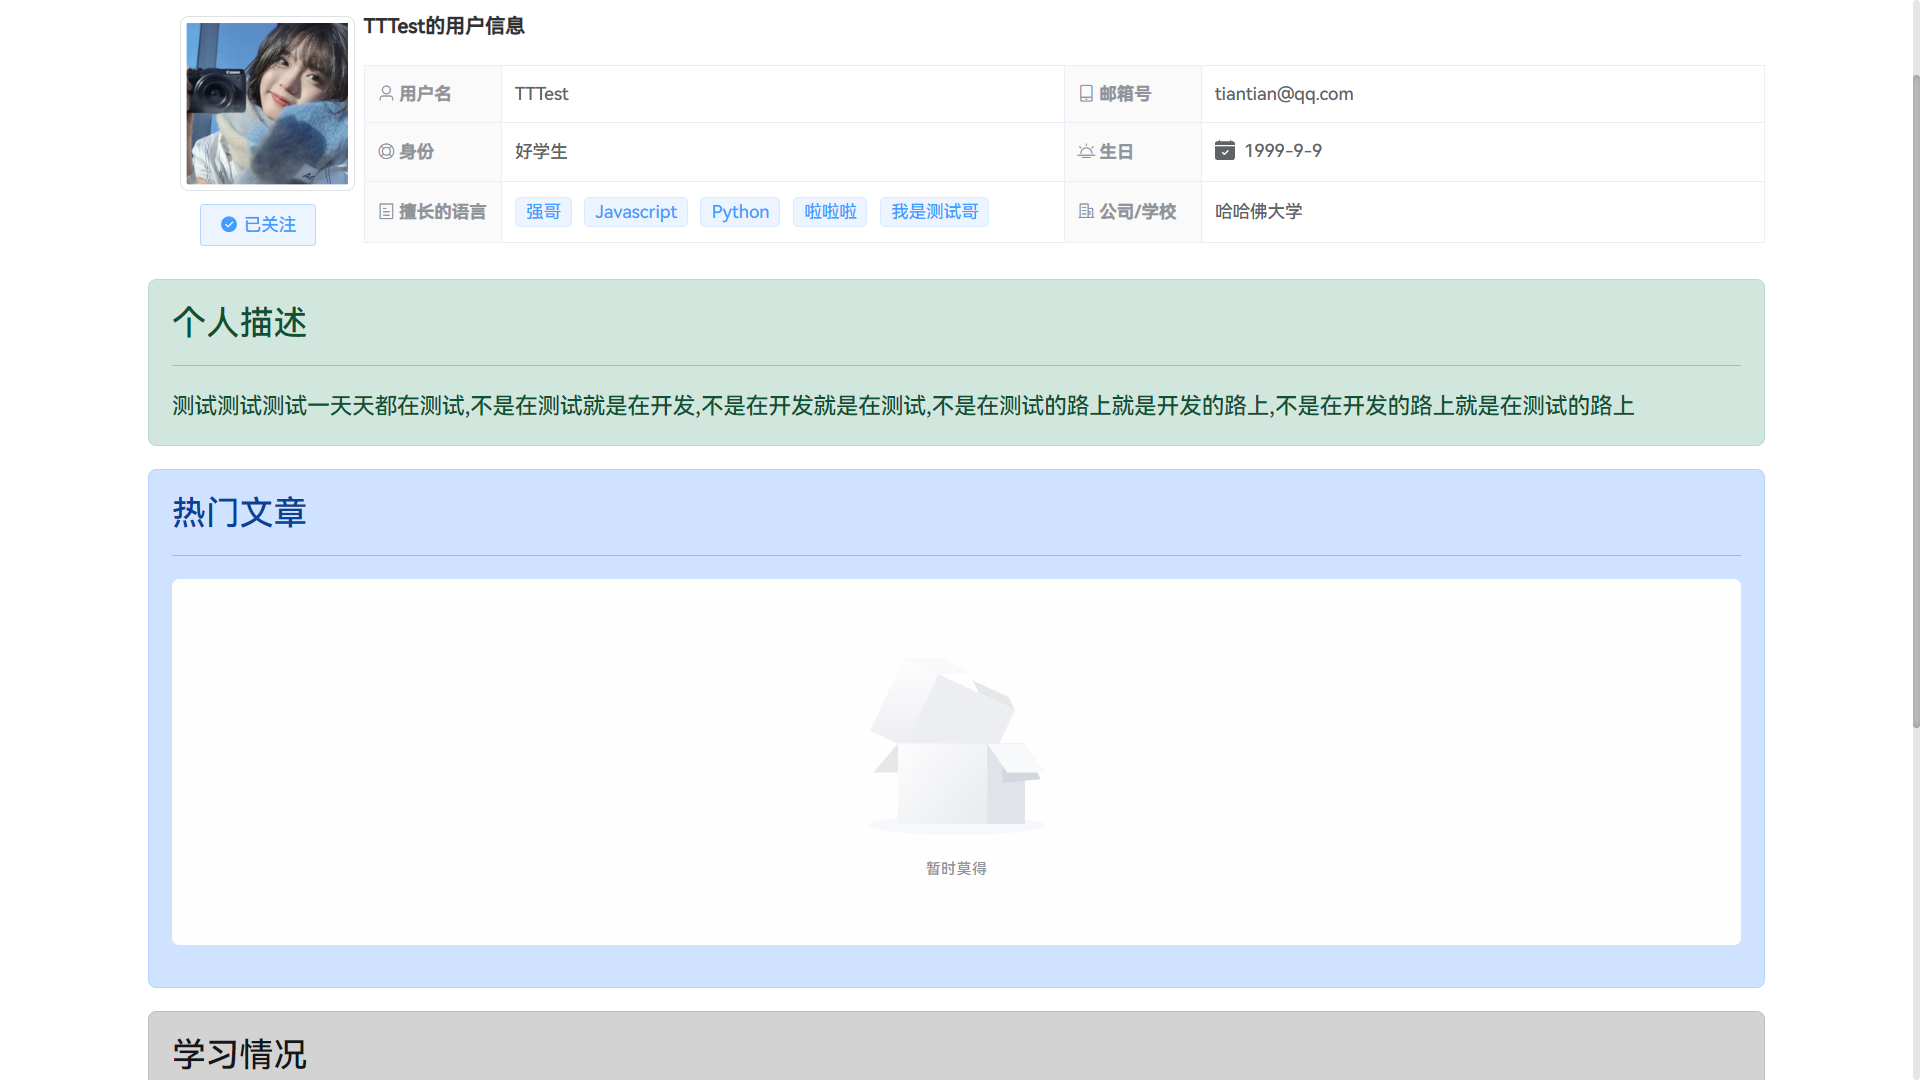 TTTest的用户信息
用户名 TTTest 邮箱号 tiantian@qq.com
身份 好学生 生日 1999-9-9
擅长的语言 强哥 Javascript Python 啦啦啦 我是测试哥 公司/学校 哈哈佛大学
已关注
个人描述
测试测试测试一天天都在测试,不是在测试就是在开发,不是在开发就是在测试,不是在测试的路上就是开发的路上,不是在开发的路上就是在测试的路上
热门文章
暂时莫得
学习情况